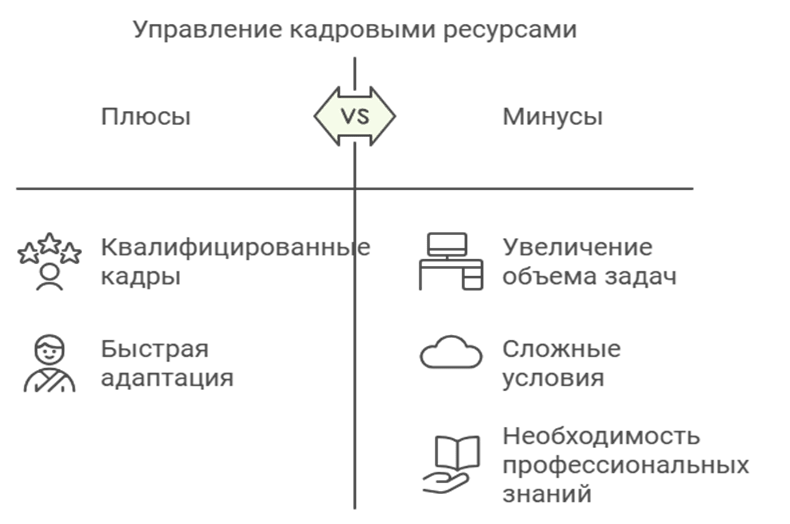 Управление кадровыми ресурсами
Плюсы
VS
Минусы
Квалифицированные
кадры
Быстрая
адаптация
Увеличение
объема задач
Сложные
условия
Необходимость
профессиональных
знаний